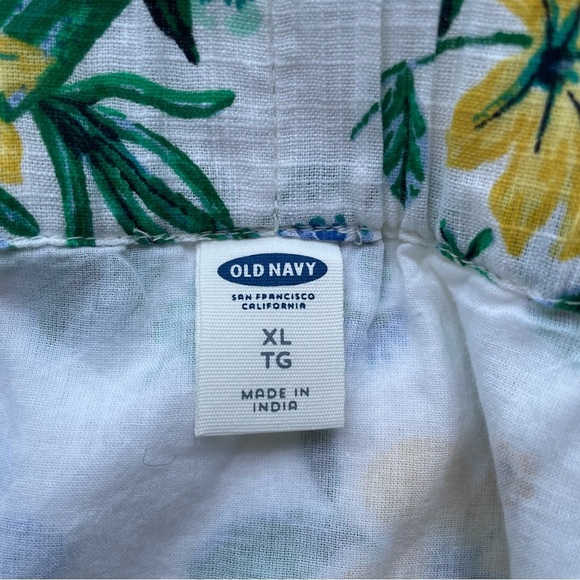 OLD NAVY
SAN FRANCISCO
CALIFORNIA
XL
TG
MADE IN
INDIA